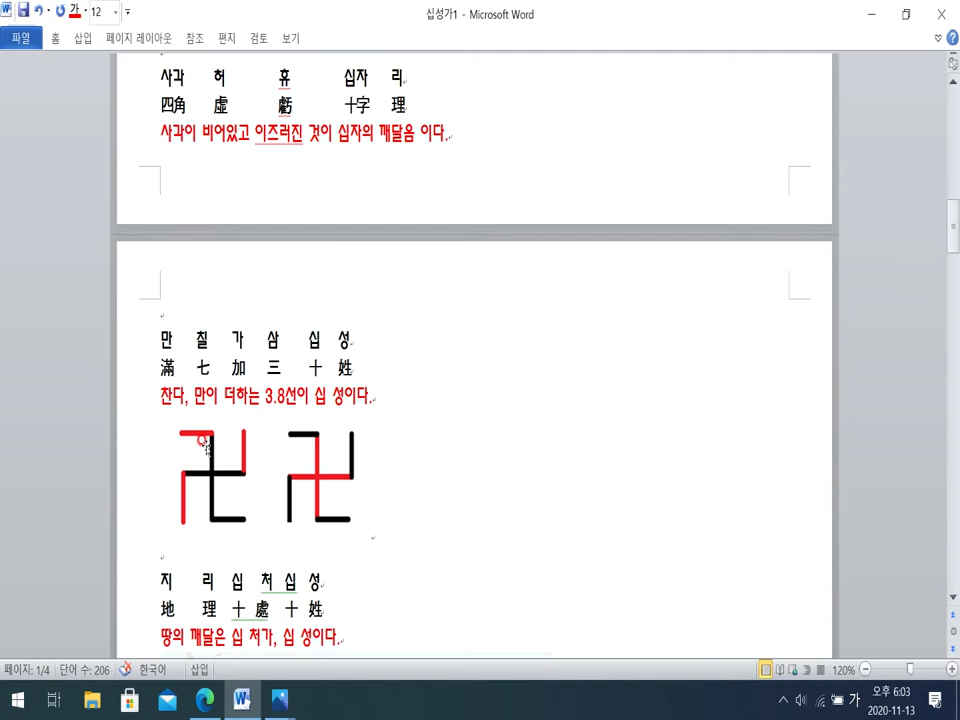 십성가1 - Microsoft Word
가 12
파일 홈 삽입 페이지 레이아웃 참조 편지 검토 보기
사각 허 휴 십자 리
四角 虛 虧 十字 理
사각이 비어있고 이즈러진 것이 십자의 깨달음 이다.
만 칠 가 삼 십 성
滿 七 加 三 十 姓
찬다, 만이 더하는 3.8선이 십 성이다.
卍 卍
지 리 십 처 십 성
地 理 十 處 十 姓
땅의 깨달은 십 처가, 십 성이다.
페이지: 1/4 단어 수: 206 한국어 삽입 120%
가 오후 6:03
2020-11-13